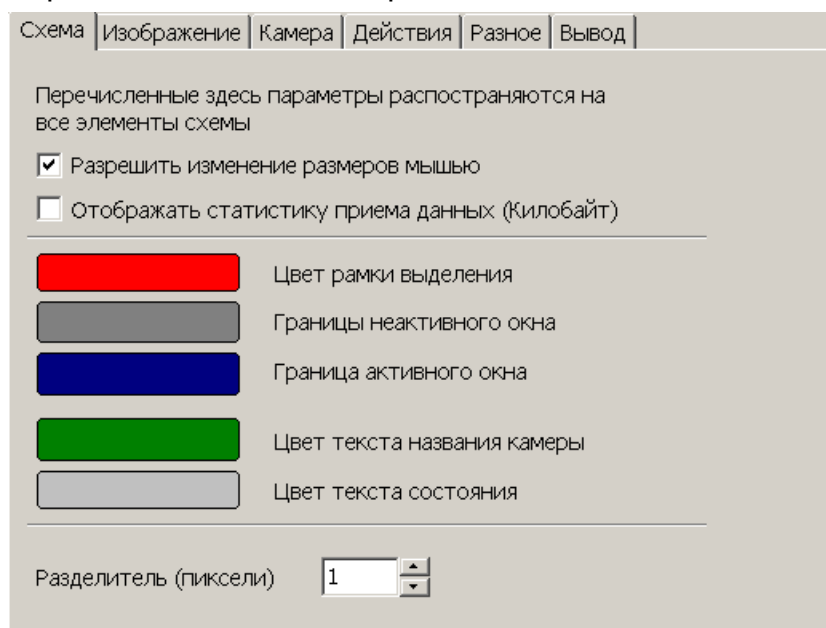 Схема Изображение Камера Действия Разное Вывод
Перечисленные здесь параметры распостраняются на
все элементы схемы
Разрешить изменение размеров мышью
Отображать статистику приема данных (Килобайт)
Цвет рамки выделения
Границы неактивного окна
Граница активного окна
Цвет текста названия камеры
Цвет текста состояния
Разделитель (пиксели) 1